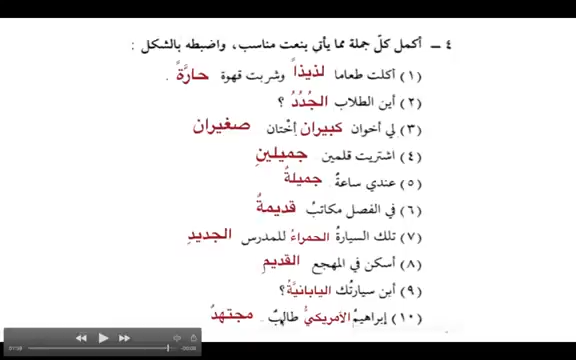 ٤ ــ أكمل كلّ جملة مما يأتي بنعت مناسب، واضبطه بالشكل :
(١) أكلت طعاما لذيذاً وشربت قهوة حارَّةً .
(٢) أين الطلاب الجُدُدُ ؟
(٣) لي أخوان كبيران أختان صغيران
(٤) اشتريت قلمين جميلينِ
(٥) عندي ساعةٌ . جميلةٌ
(٦) في الفصل مكاتبُ قديمةٌ
(٧) تلك السيارةُ الحمراءُ للمدرس الجديدِ
(٨) أسكن في المهجع القديمِ
(٩) أين سيارتُك اليابانيَّةُ؟
(١٠) إبراهيمُ الأمريكيُّ طالبٌ . مجتهدٌ